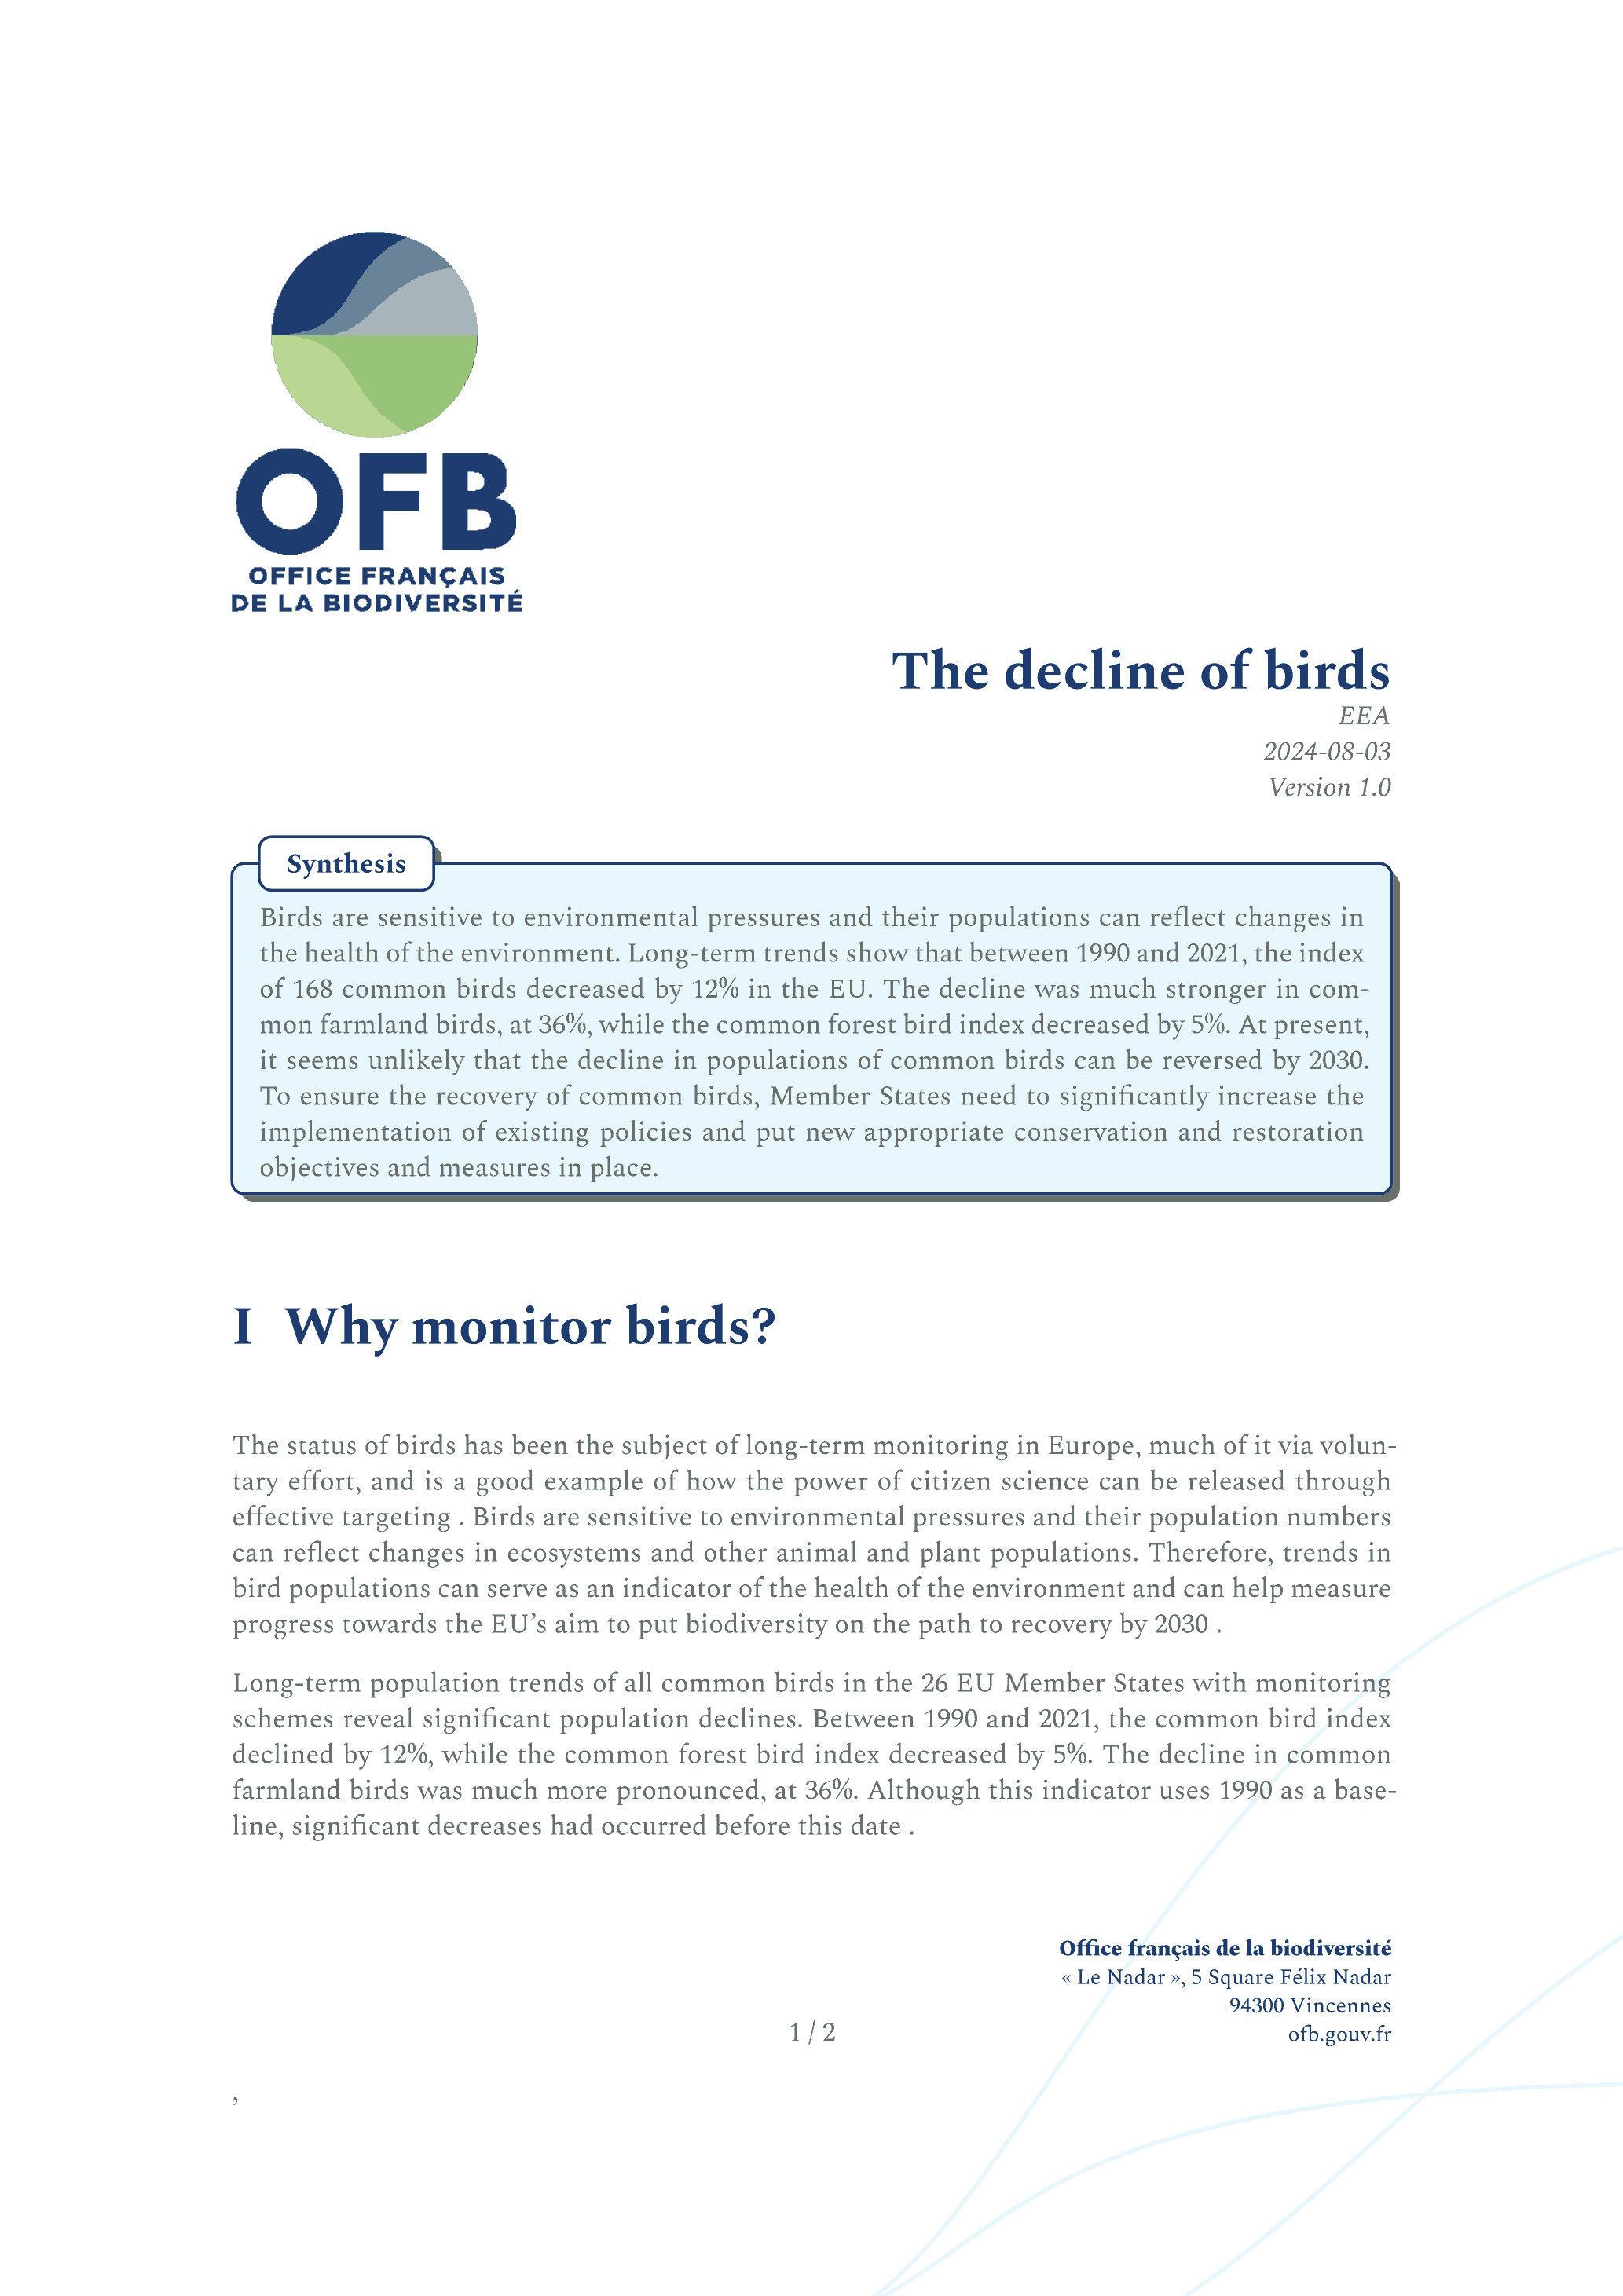 OFB
OFFICE FRANÇAIS
DE LA BIODIVERSITÉ
The decline of birds
EEA
2024-08-03
Version 1.0
Synthesis
Birds are sensitive to environmental pressures and their populations can reflect changes in
the health of the environment. Long-term trends show that between 1990 and 2021, the index
of 168 common birds decreased by 12% in the EU. The decline was much stronger in com-
mon farmland birds, at 36%, while the common forest bird index decreased by 5%. At present,
it seems unlikely that the decline in populations of common birds can be reversed by 2030.
To ensure the recovery of common birds, Member States need to significantly increase the
implementation of existing policies and put new appropriate conservation and restoration
objectives and measures in place.
I Why monitor birds?
The status of birds has been the subject of long-term monitoring in Europe, much of it via volun-
tary effort, and is a good example of how the power of citizen science can be released through
effective targeting . Birds are sensitive to environmental pressures and their population numbers
can reflect changes in ecosystems and other animal and plant populations. Therefore, trends in
bird populations can serve as an indicator of the health of the environment and can help measure
progress towards the EU’s aim to put biodiversity on the path to recovery by 2030 .
Long-term population trends of all common birds in the 26 EU Member States with monitoring
schemes reveal significant population declines. Between 1990 and 2021, the common bird index
declined by 12%, while the common forest bird index decreased by 5%. The decline in common
farmland birds was much more pronounced, at 36%. Although this indicator uses 1990 as a base-
line, significant decreases had occurred before this date .
Office français de la biodiversité
« Le Nadar », 5 Square Félix Nadar
94300 Vincennes
ofb.gouv.fr
1 / 2
,